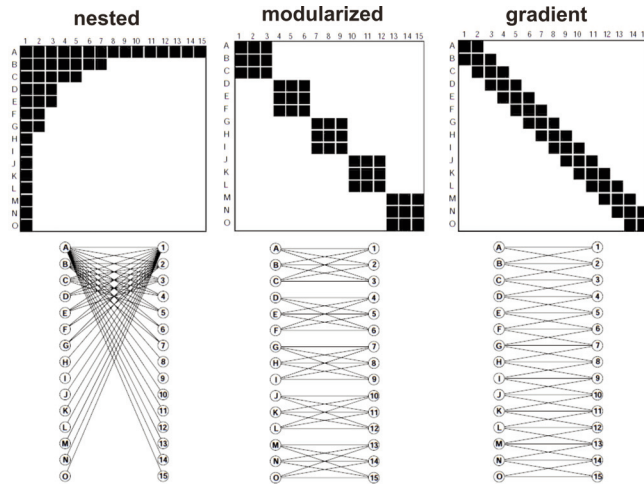 nested modularized gradient
1 2 3 4 5 6 7 8 9 10 11 12 13 14 15 1 2 3 4 5 6 7 8 9 10 11 12 13 14 15 1 2 3 4 5 6 7 8 9 10 11 12 13 14
A A A
B B B
C C C
D D D
E E E
F F F
G G G
H H H
I I I
J J J
K K K
L L L
M M M
N N N
O O O
A 1 A 1 A 1
B 2 B 2 B 2
C 3 C 3 C 3
D 4 D 4 D 4
E 5 E 5 E 5
F 6 F 6 F 6
G 7 G 7 G 7
H 8 H 8 H 8
I 9 I 9 I 9
J 10 J 10 J 10
K 11 K 11 K 11
L 12 L 12 L 12
M 13 M 13 M 13
N 14 N 14 N 14
O 15 O 15 O 15